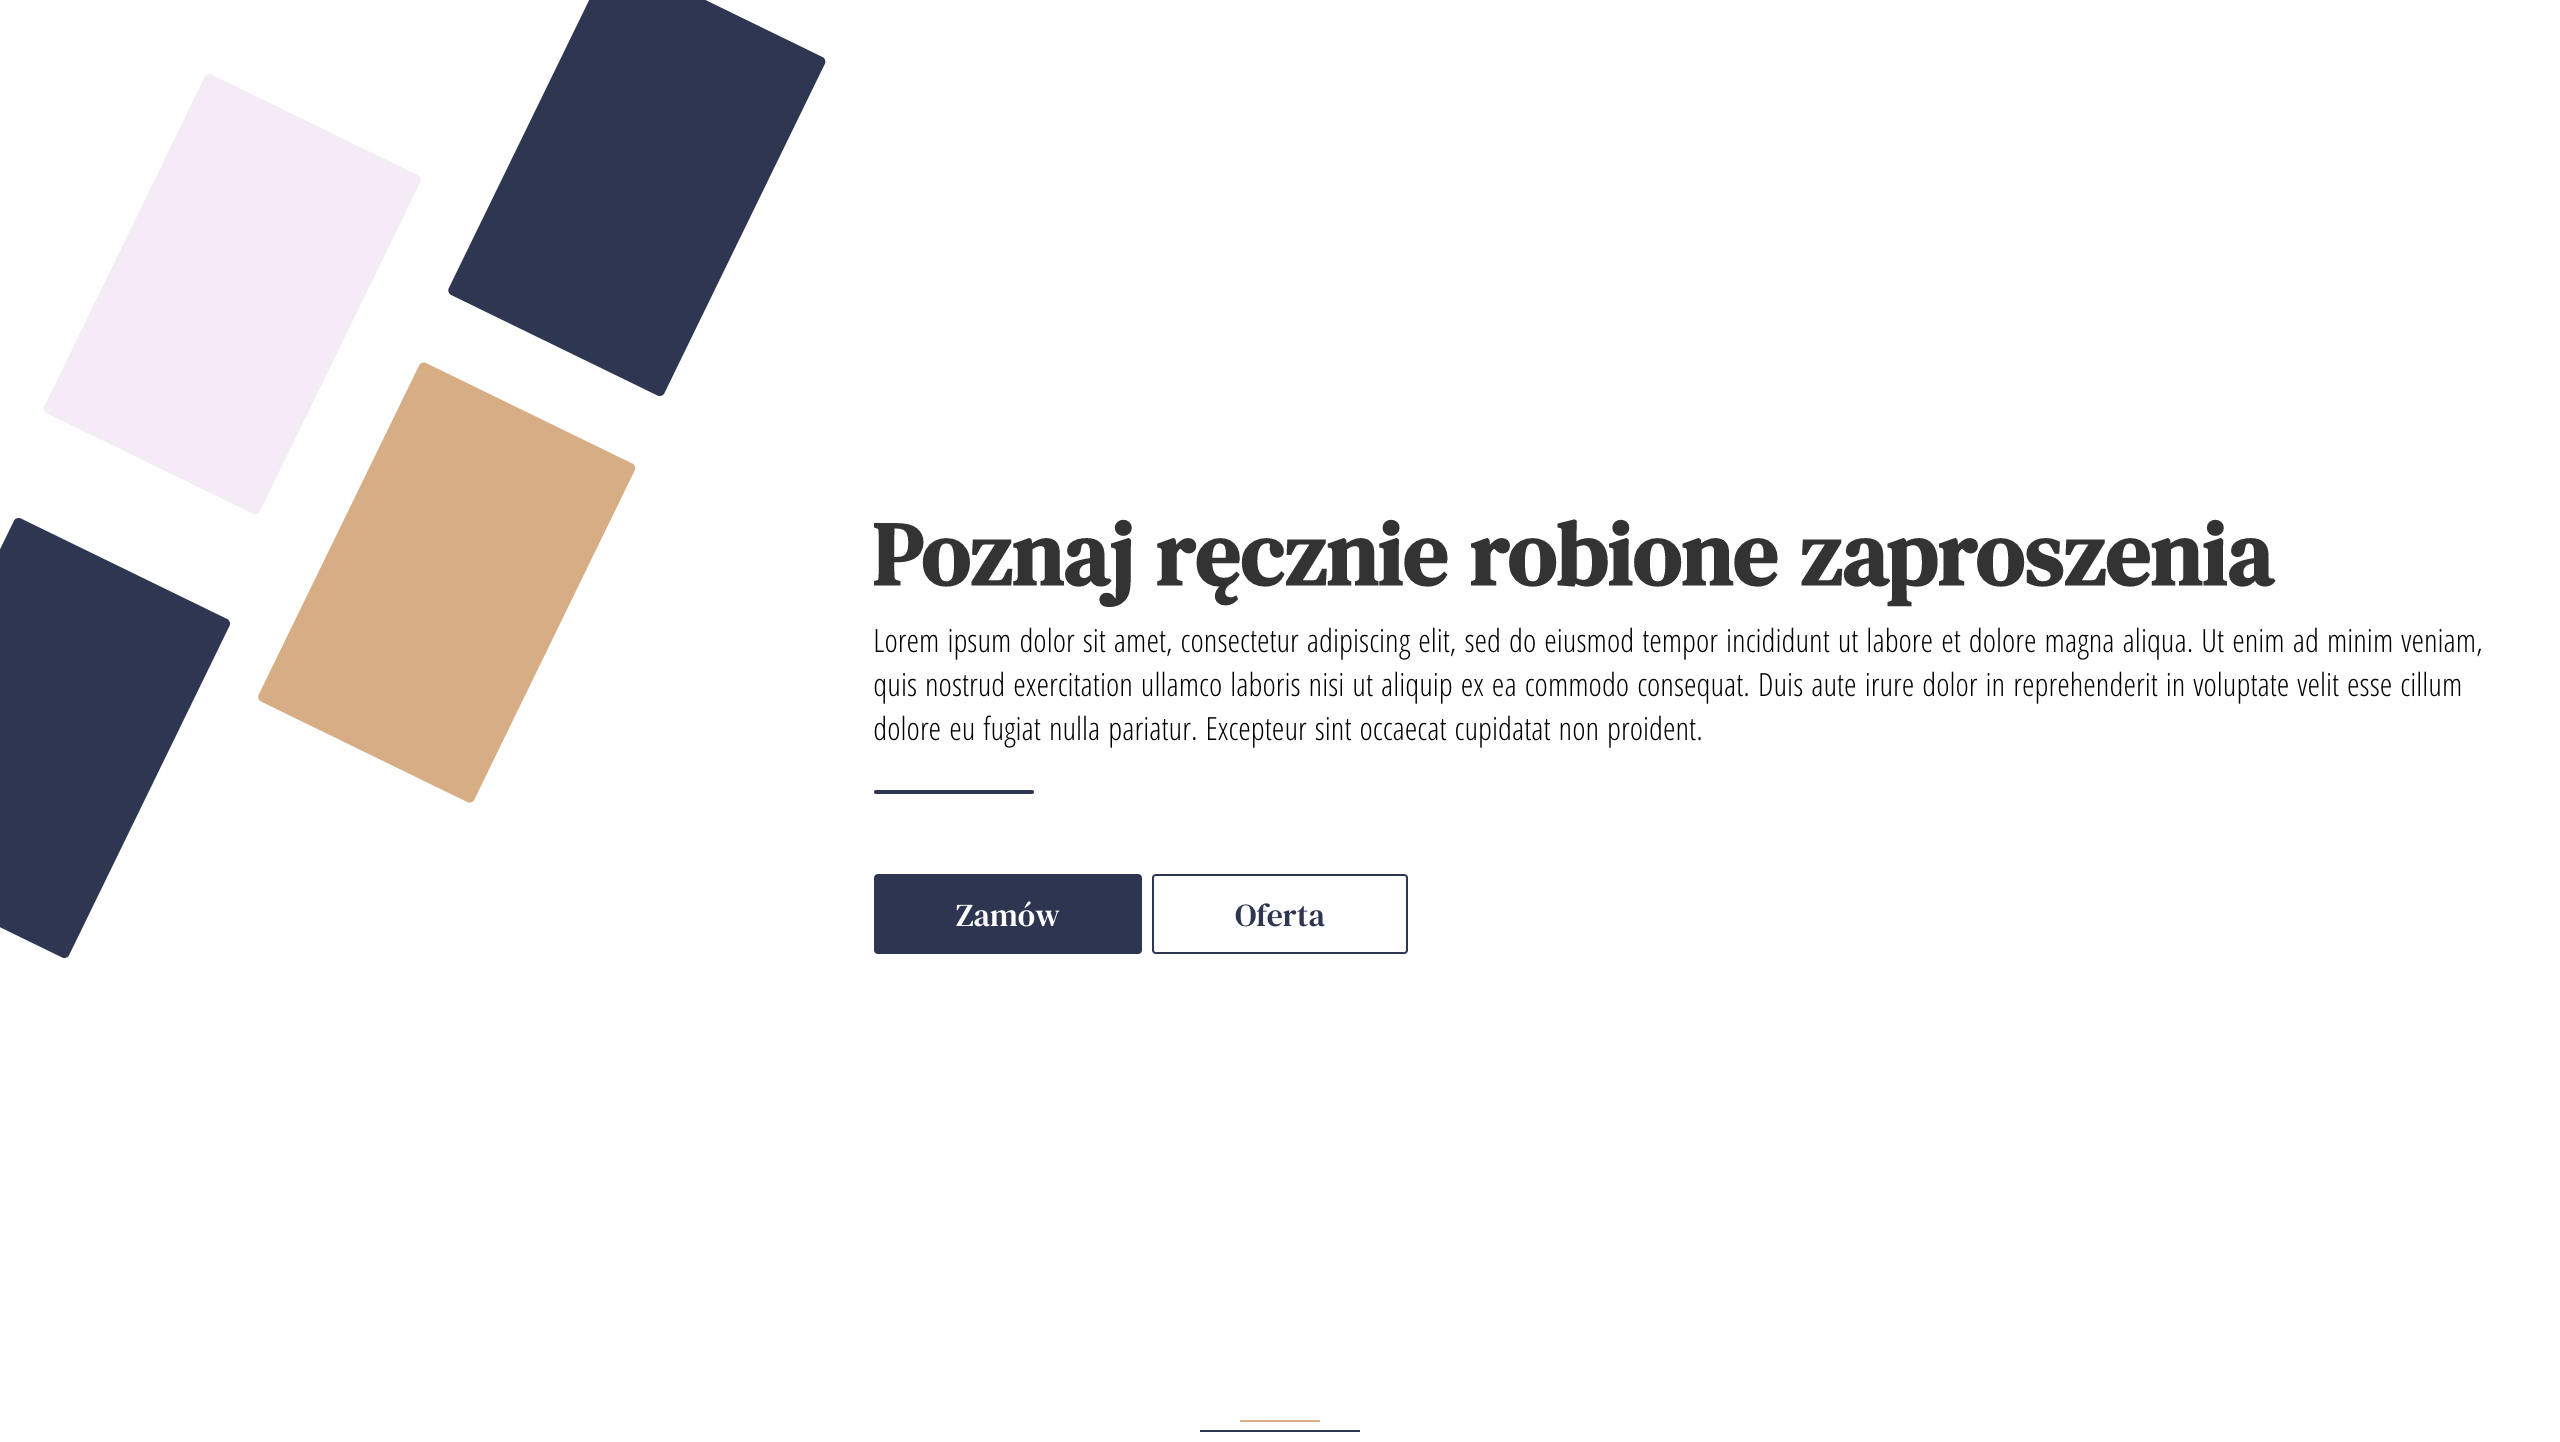 Poznaj ręcznie robione zaproszenia
Lorem ipsum dolor sit amet, consectetur adipiscing elit, sed do eiusmod tempor incididunt ut labore et dolore magna aliqua. Ut enim ad minim veniam,
quis nostrud exercitation ullamco laboris nisi ut aliquip ex ea commodo consequat. Duis aute irure dolor in reprehenderit in voluptate velit esse cillum
dolore eu fugiat nulla pariatur. Excepteur sint occaecat cupidatat non proident.
Zamów
Oferta